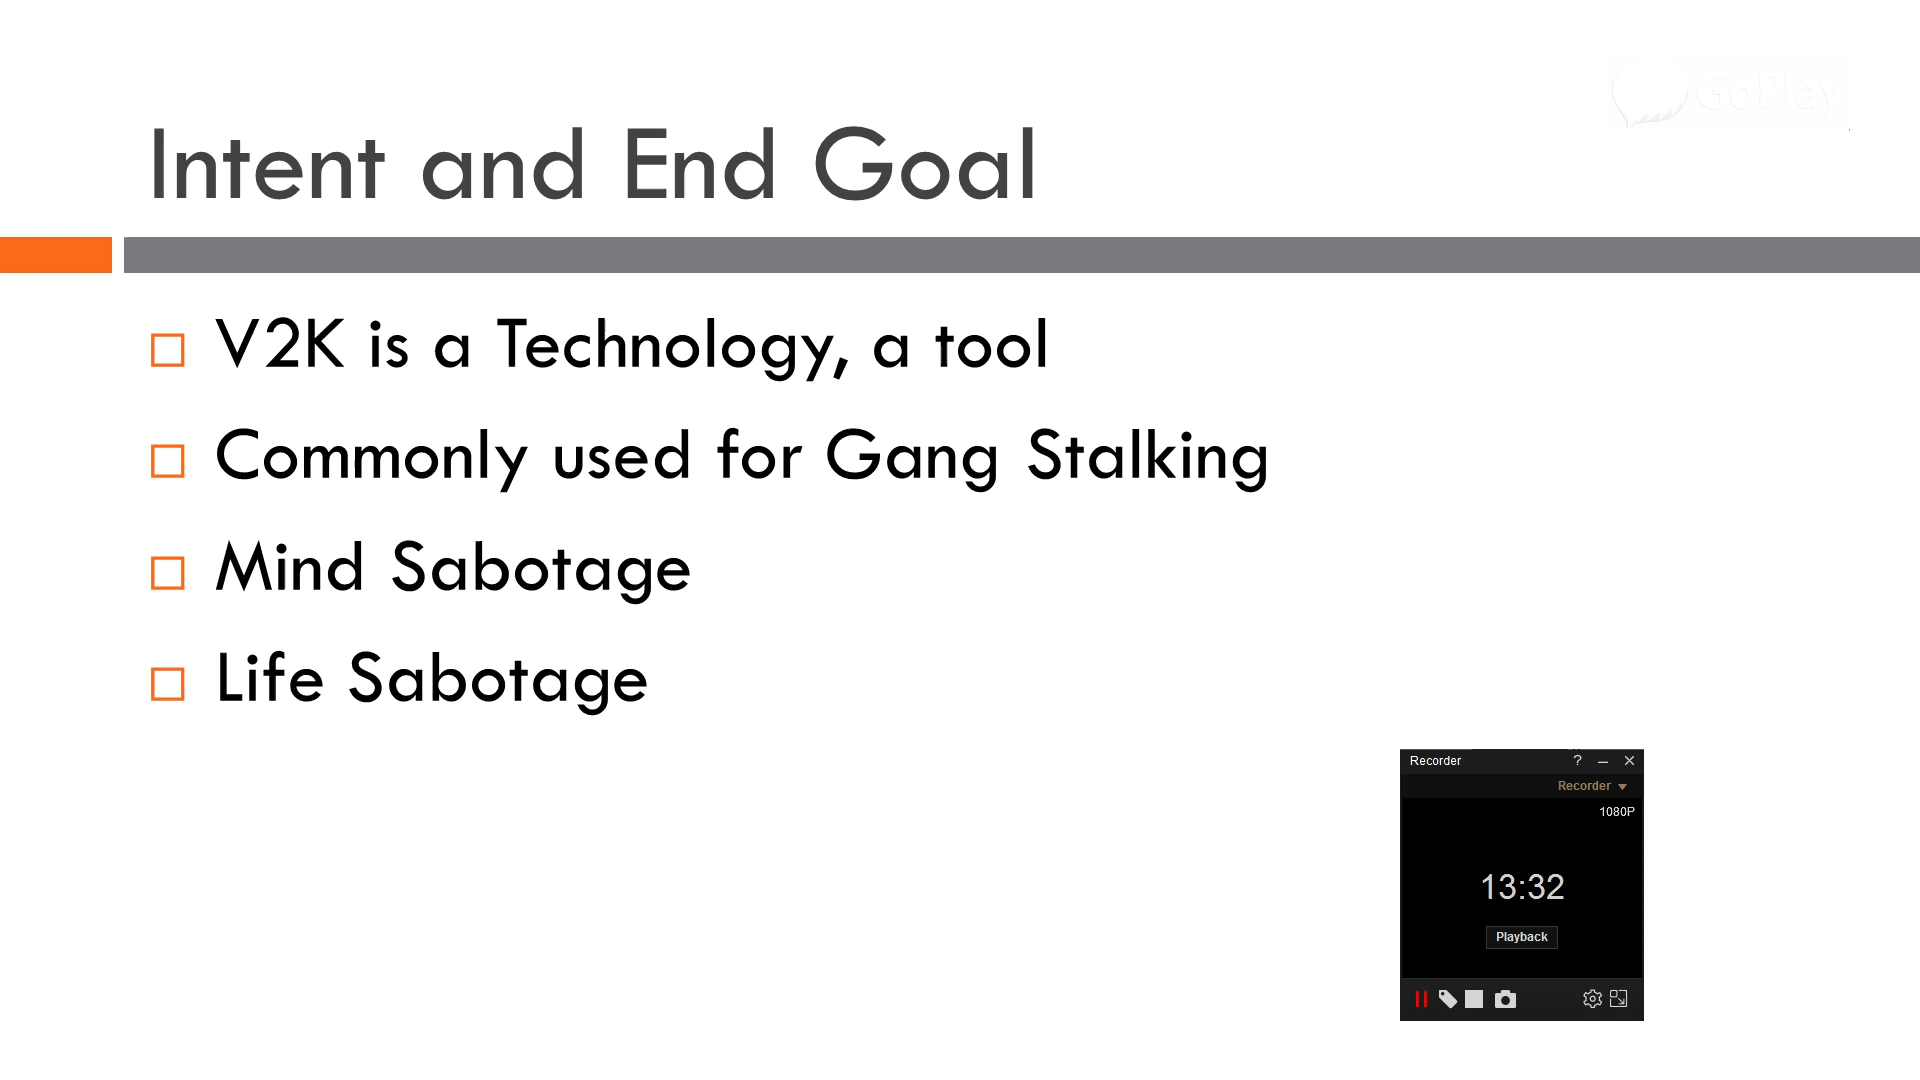 GoPlay
Intent and End Goal
V2K is a Technology, a tool
Commonly used for Gang Stalking
Mind Sabotage
Life Sabotage
Recorder ?
Recorder
1080P
13:32
Playback